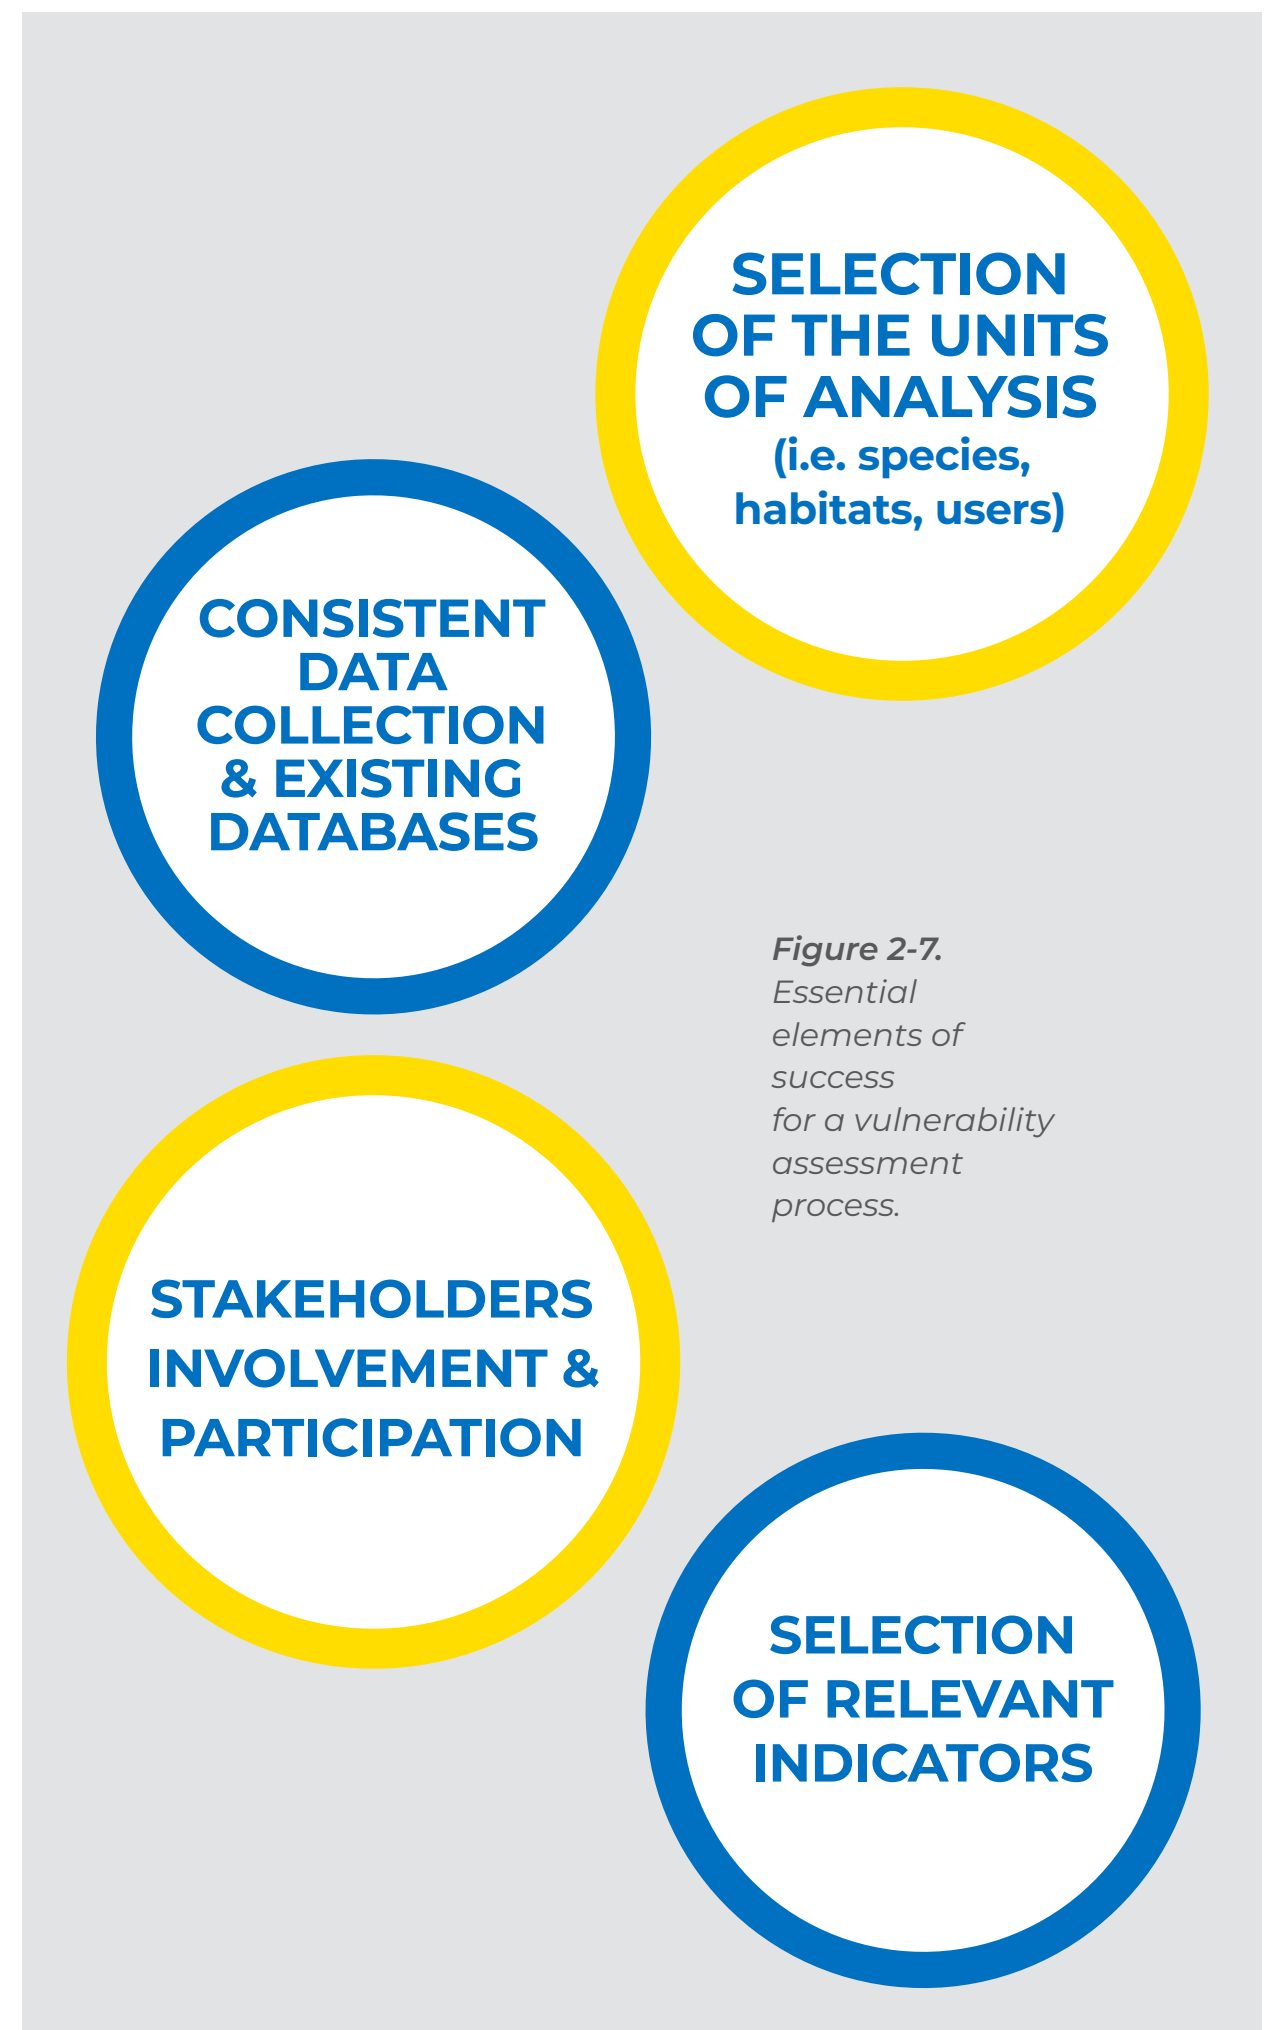 SELECTION
OF THE UNITS
OF ANALYSIS
(i.e. species,
habitats, users)
CONSISTENT
DATA
COLLECTION
& EXISTING
DATABASES
Figure 2-7.
Essential
elements of
success
for a vulnerability
assessment
process.
STAKEHOLDERS
INVOLVEMENT &
PARTICIPATION
SELECTION
OF RELEVANT
INDICATORS